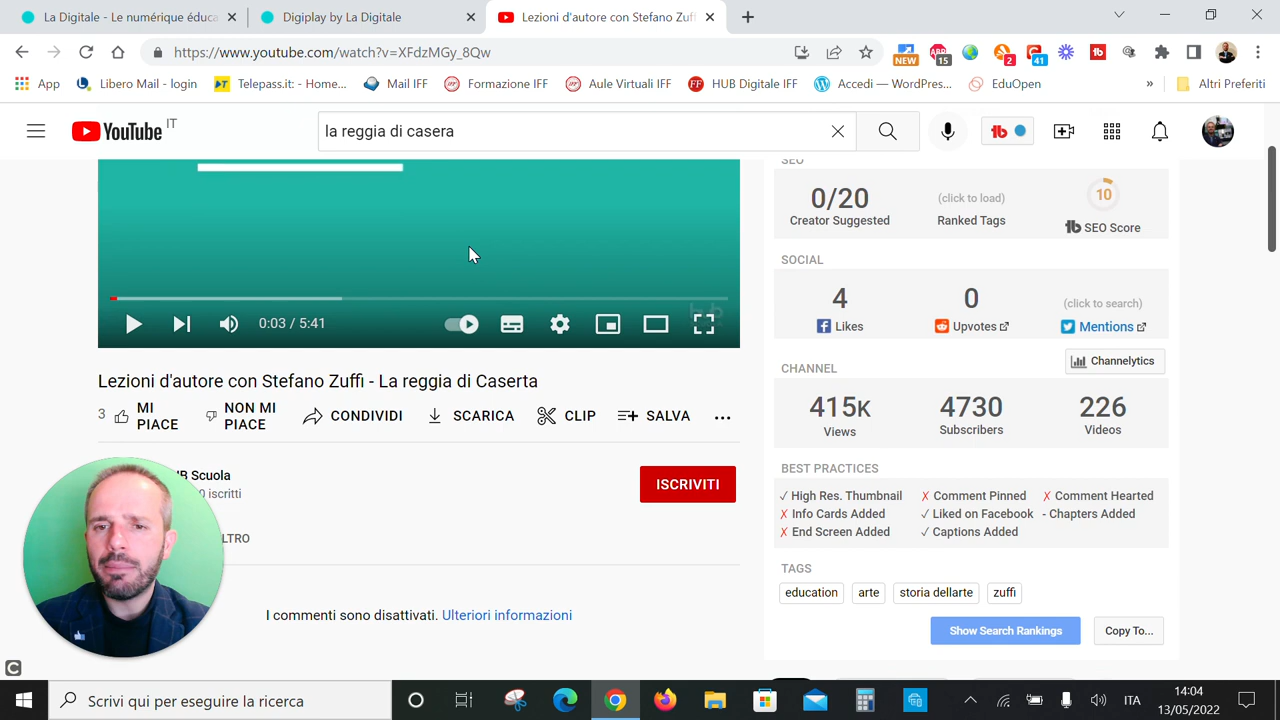 La Digitale - Le numérique éduca
Digiplay by La Digitale
Lezioni d'autore con Stefano Zuf
https://www.youtube.com/watch?v=XFdzMGy_8Qw
NEW
15
2
41
App
Libero Mail - login
Telepass.it: - Home...
Mail IFF
Formazione IFF
Aule Virtuali IFF
HUB Digitale IFF
Accedi — WordPress...
EduOpen
»
Altri Preferiti
YouTube IT
la reggia di casera
SEO
0/20
Creator Suggested
(click to load)
Ranked Tags
10
SEO Score
SOCIAL
4
Likes
0
Upvotes
(click to search)
Mentions
0:03 / 5:41
Channelytics
CHANNEL
415K
Views
4730
Subscribers
226
Videos
Lezioni d'autore con Stefano Zuffi - La reggia di Caserta
3 MI PIACE
NON MI PIACE
CONDIVIDI
SCARICA
CLIP
SALVA
...
BEST PRACTICES
√ High Res. Thumbnail
X Comment Pinned
X Comment Hearted
X Info Cards Added
√ Liked on Facebook
- Chapters Added
X End Screen Added
√ Captions Added
B Scuola
0 iscritti
ISCRIVITI
LTRO
TAGS
education
arte
storia dellarte
zuffi
I commenti sono disattivati. Ulteriori informazioni
Show Search Rankings
Copy To...
Scrivi qui per eseguire la ricerca
ITA
14:04
13/05/2022